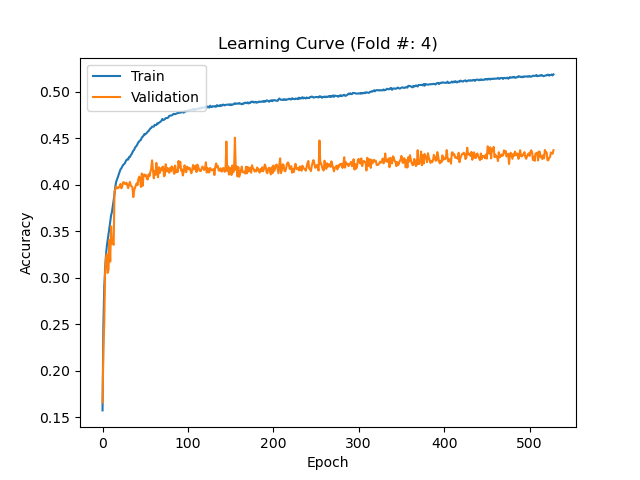 Learning Curve (Fold #: 4)
Train
Validation
Accuracy
0.50
0.45
0.40
0.35
0.30
0.25
0.20
0.15
0 100 200 300 400 500
Epoch